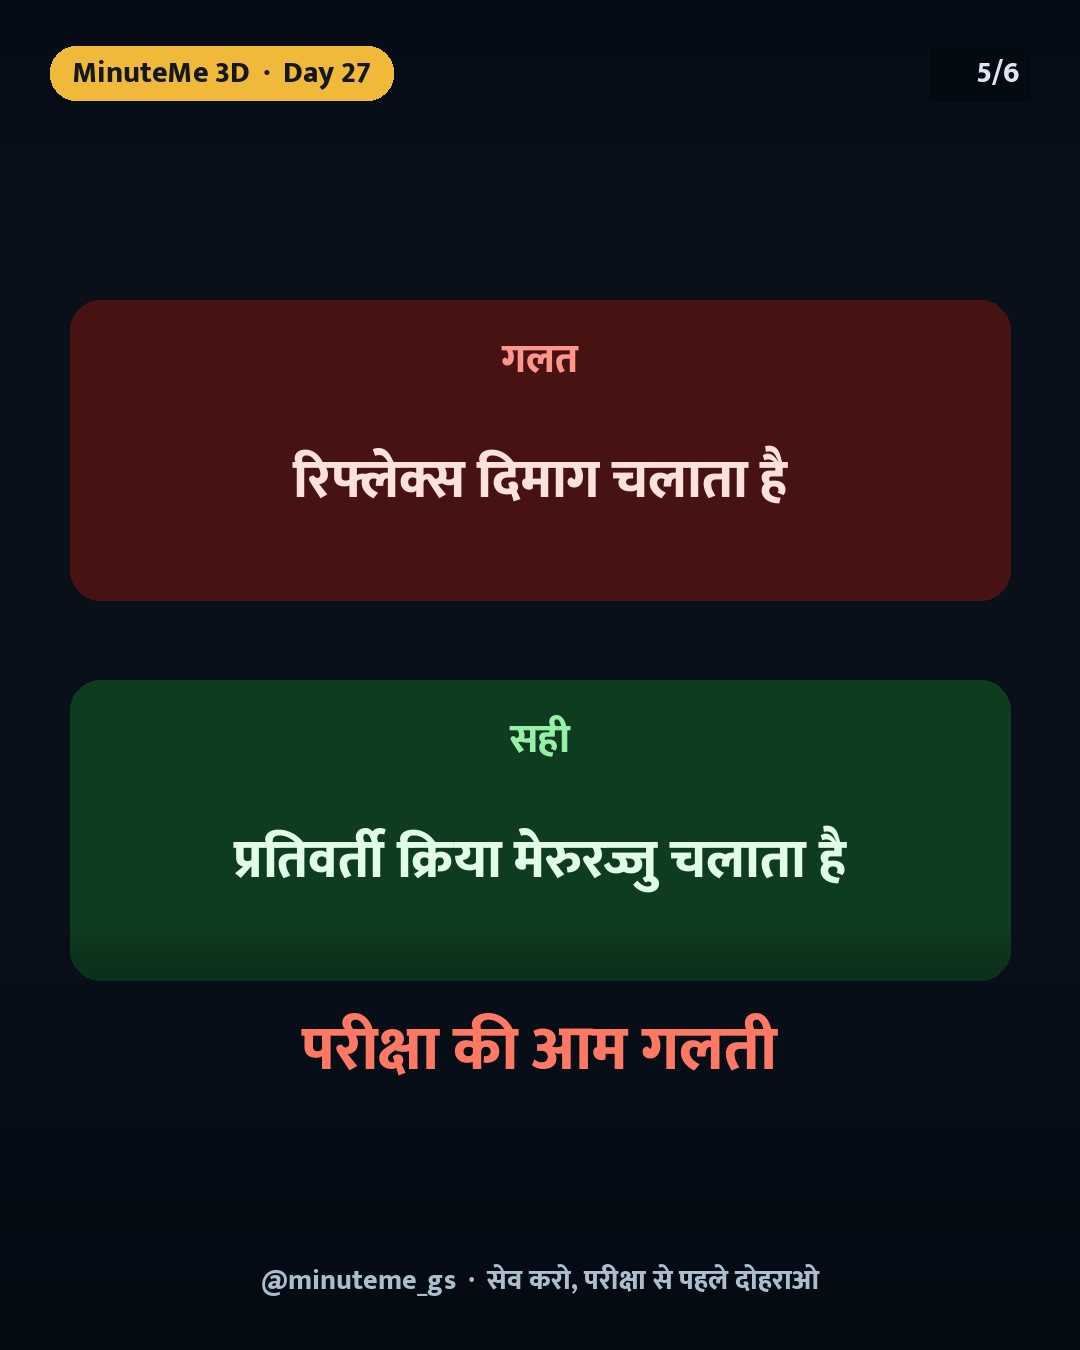 MinuteMe 3D · Day 27
5/6
गलत
रिफ्लेक्स दिमाग चलाता है
सही
प्रतिवर्ती क्रिया मेरुरज्जु चलाता है
परीक्षा की आम गलती
@minuteme_gs · सेव करो, परीक्षा से पहले दोहराओ